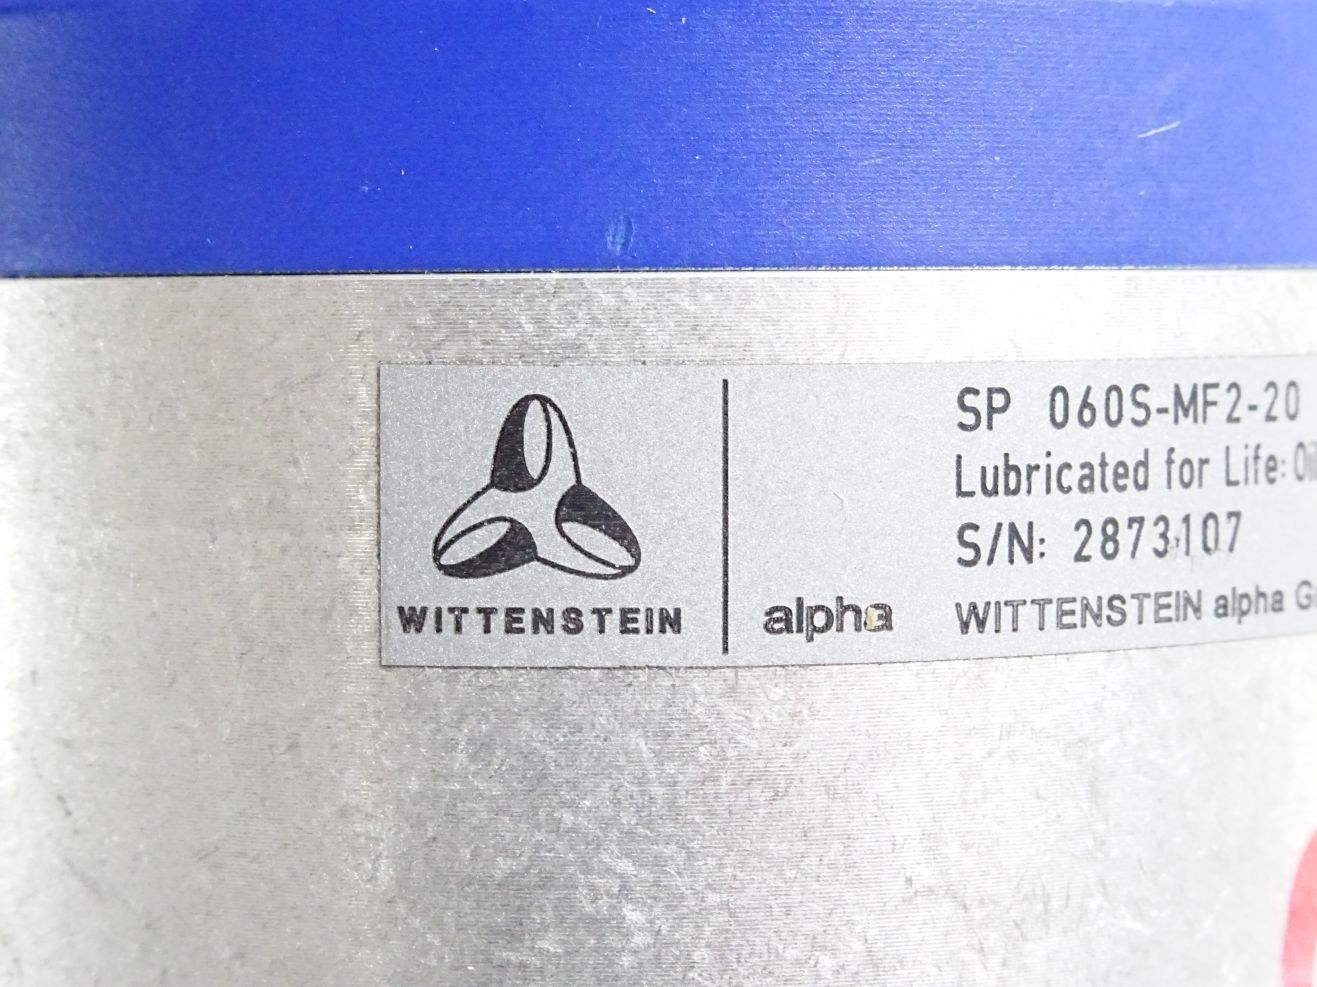 WITTENSTEIN
alpha
SP 060S-MF2-20
Lubricated for Life:
S/N: 2873107
WITTENSTEIN alpha